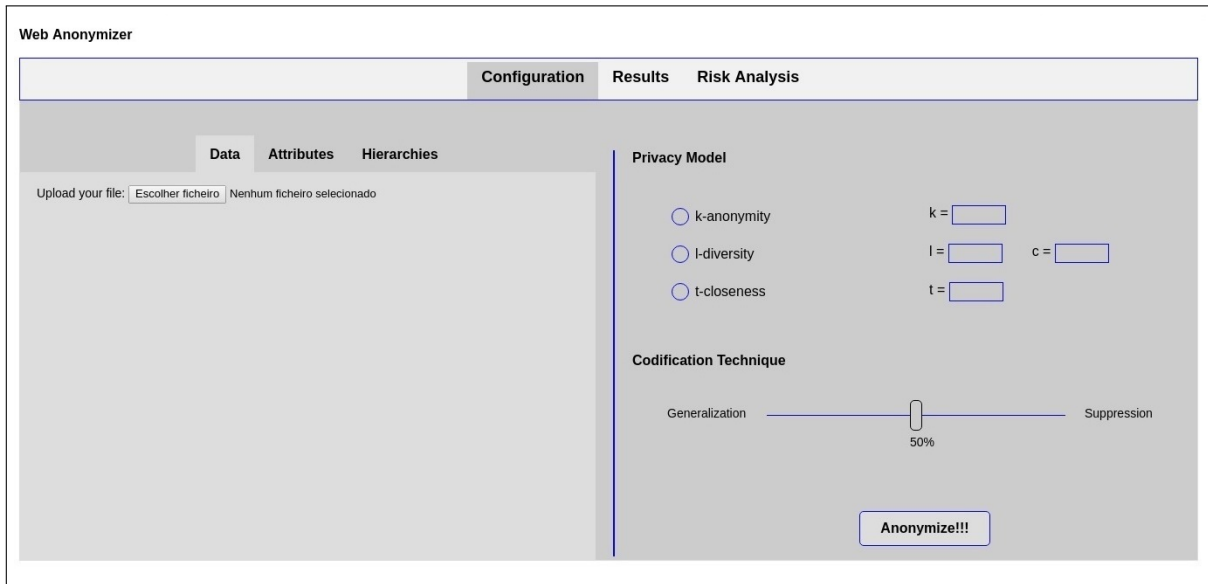 Web Anonymizer
Configuration Results Risk Analysis
Data Attributes Hierarchies
Upload your file: Escolher ficheiro Nenhum ficheiro selecionado
Privacy Model
k-anonymity k =
l-diversity l = c =
t-closeness t =
Codification Technique
Generalization Suppression
50%
Anonymize!!!